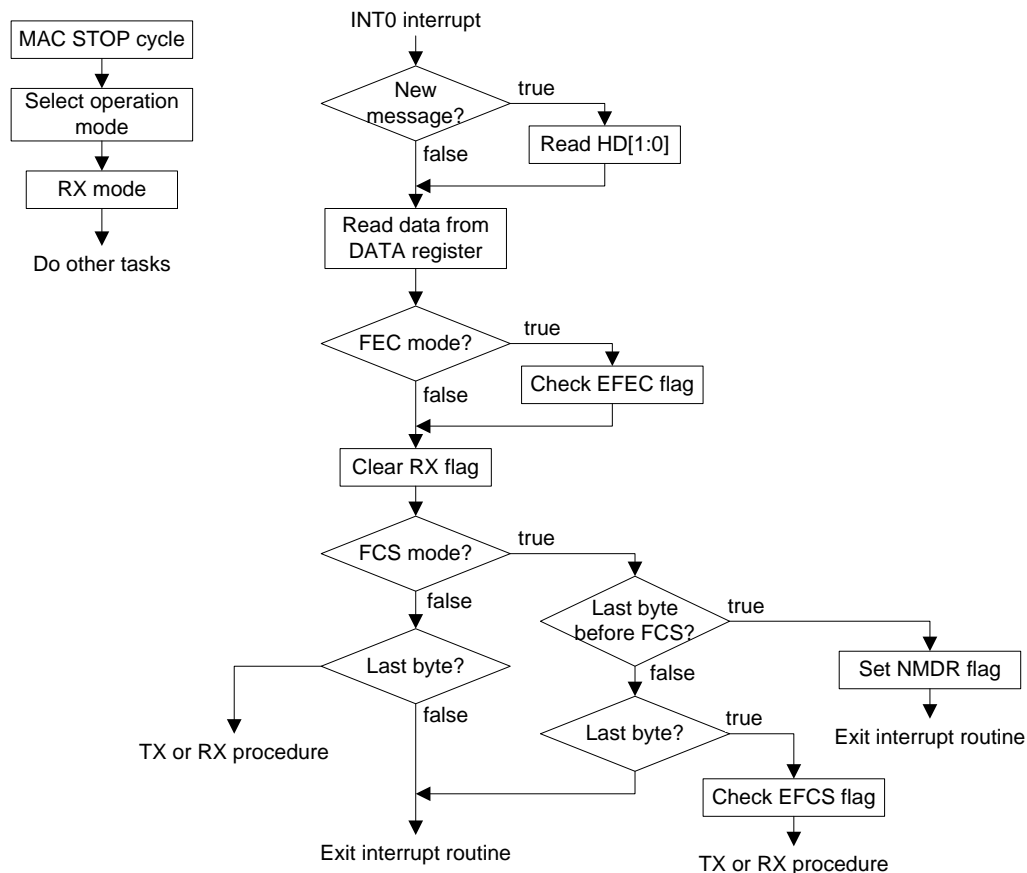 MAC STOP cycle
Select operation
mode
RX mode
Do other tasks
INT0 interrupt
New
message?
true
false
Read HD[1:0]
Read data from
DATA register
FEC mode?
true
false
Check EFEC flag
Clear RX flag
FCS mode?
true
false
Last byte
before FCS?
true
false
Set NMDR flag
Exit interrupt routine
Last byte?
false
TX or RX procedure
Last byte?
true
Check EFCS flag
TX or RX procedure
Exit interrupt routine